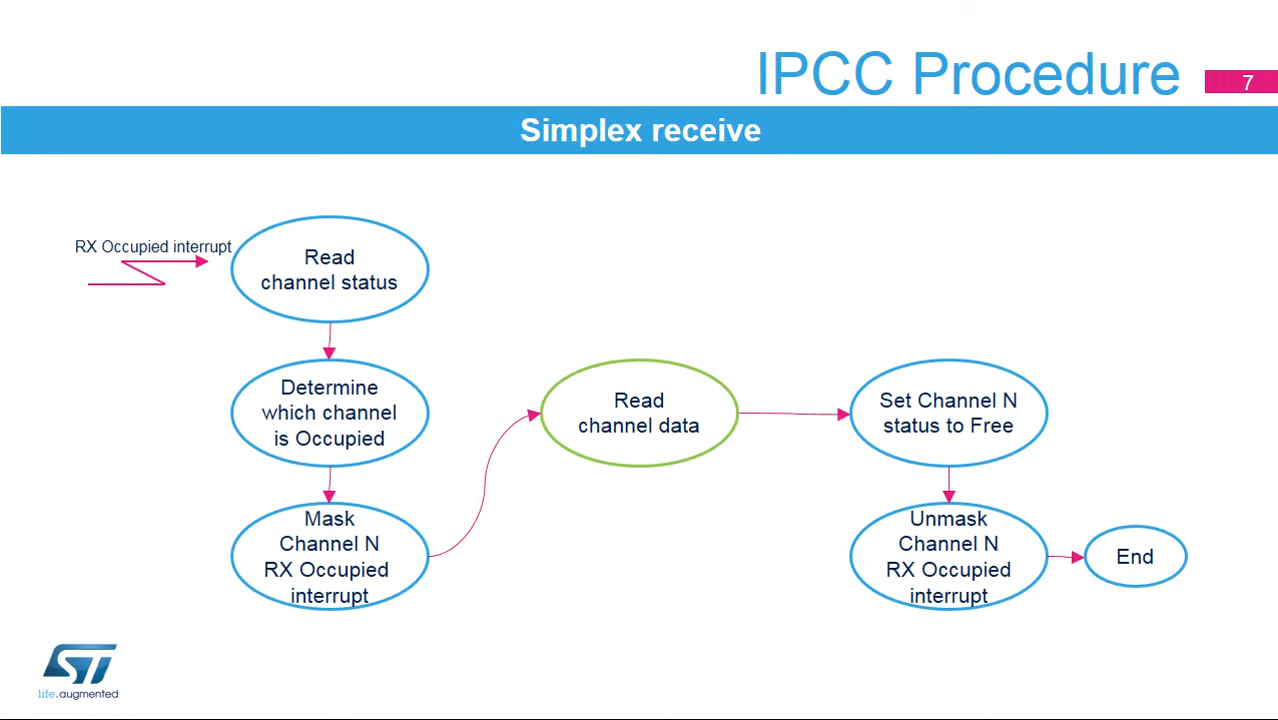 IPCC Procedure
7
Simplex receive
RX Occupied interrupt
Read
channel status
Determine
which channel
is Occupied
Mask
Channel N
RX Occupied
interrupt
Read
channel data
Set Channel N
status to Free
Unmask
Channel N
RX Occupied
interrupt
End
ST
life.augmented